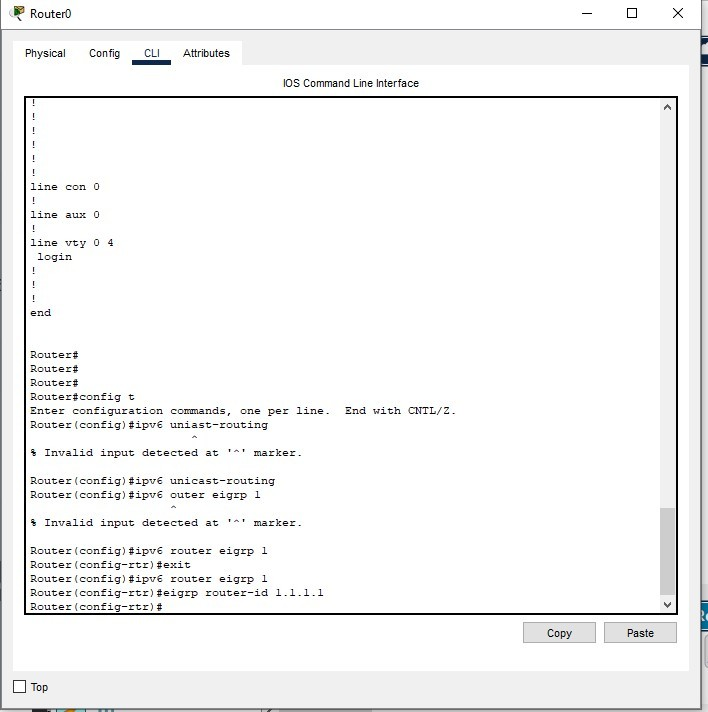 Router0
Physical Config CLI Attributes
IOS Command Line Interface
!
!
!
!
!
!
line con 0
!
line aux 0
!
line vty 0 4
 login
!
!
!
end
Router#
Router#
Router#
Router#config t
Enter configuration commands, one per line.  End with CNTL/Z.
Router(config)#ipv6 uniast-routing
^
% Invalid input detected at '^' marker.
Router(config)#ipv6 unicast-routing
Router(config)#ipv6 outer eigrp 1
^
% Invalid input detected at '^' marker.
Router(config)#ipv6 router eigrp 1
Router(config-rtr)#exit
Router(config)#ipv6 router eigrp 1
Router(config-rtr)#eigrp router-id 1.1.1.1
Router(config-rtr)#
Copy Paste
Top